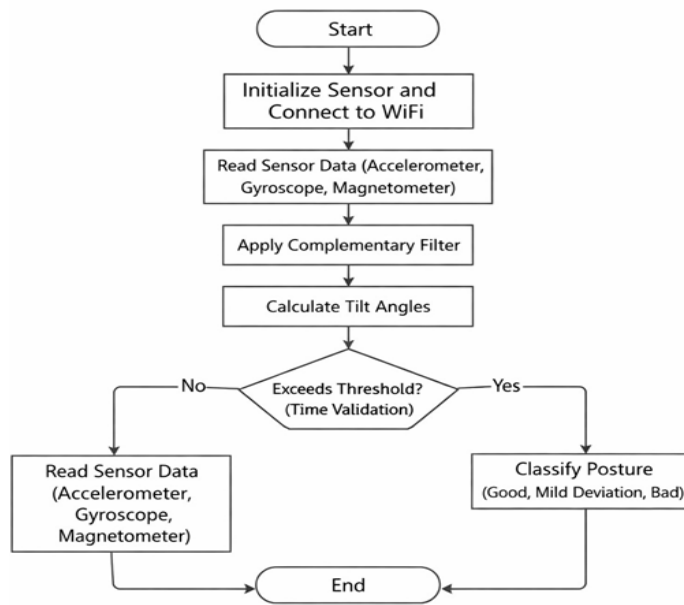 Start
Initialize Sensor and
Connect to WiFi
Read Sensor Data (Accelerometer,
Gyroscope, Magnetometer)
Apply Complementary Filter
Calculate Tilt Angles
Exceeds Threshold?
(Time Validation)
No
Yes
Read Sensor Data
(Accelerometer,
Gyroscope,
Magnetometer)
Classify Posture
(Good, Mild Deviation, Bad)
End